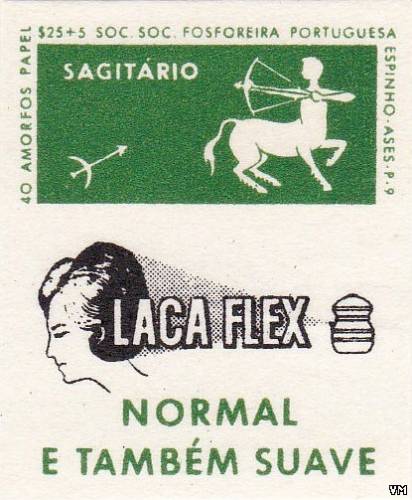 40 AMORFOS PAPEL
$25+5 SOC. SOC. FOSFOREIRA PORTUGUESA
ESPINHO-ASES-P.9
SAGITÁRIO
LACA FLEX
NORMAL
E TAMBÉM SUAVE
VM